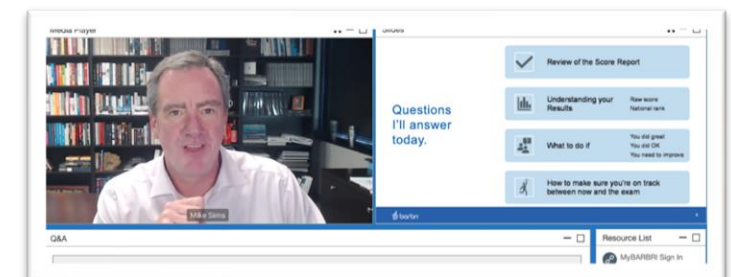 Media Player
Slides
Questions
I'll answer
today.
Review of the Score Report
Understanding your
Results
Raw score
National rank
What to do if
You did great
You did OK
You need to improve
How to make sure you're on track
between now and the exam
Mike Sims
barbri
Q&A
Resource List
MyBARBRI Sign In